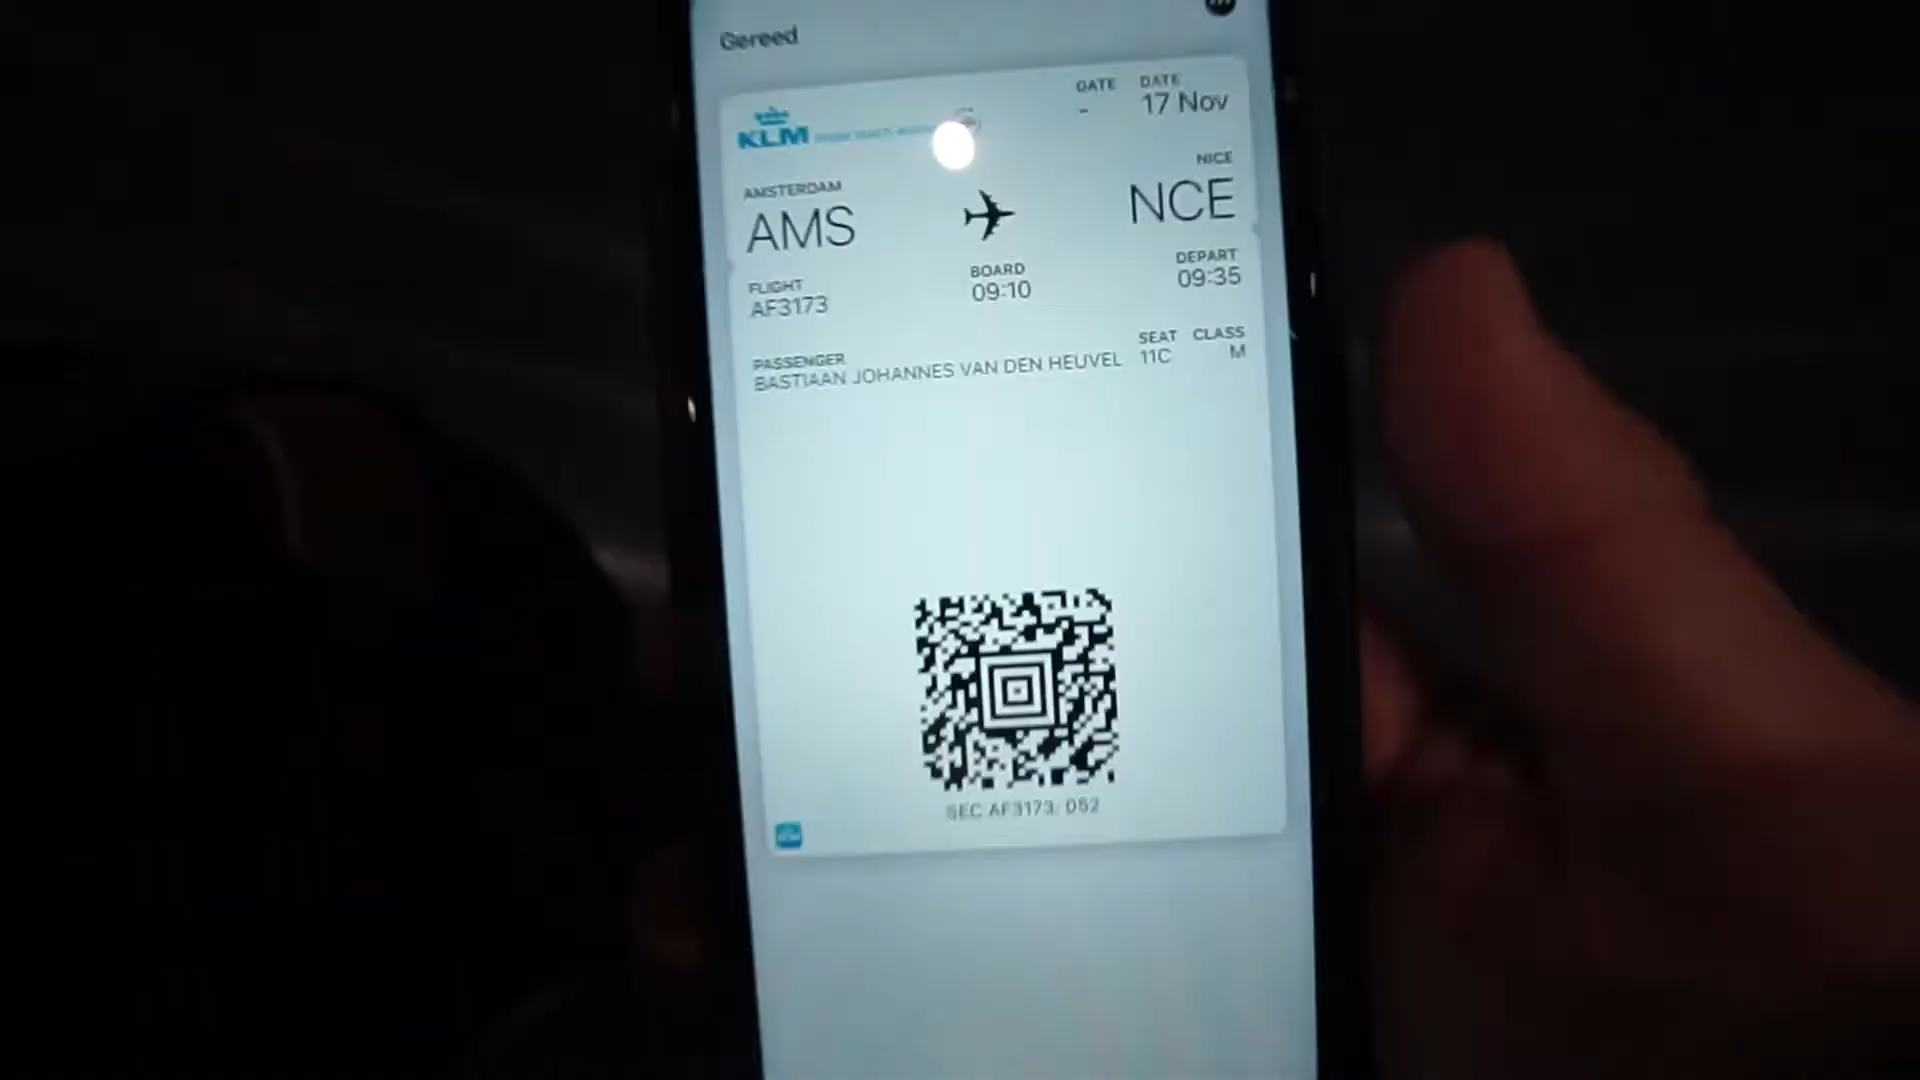 Gereed
KLM
GATE DATE
- 17 Nov
AMSTERDAM NICE
AMS NCE
FLIGHT BOARD DEPART
AF3173 09:10 09:35
PASSENGER SEAT CLASS
BASTIAAN JOHANNES VAN DEN HEUVEL 11C M
SEC AF3173: 052